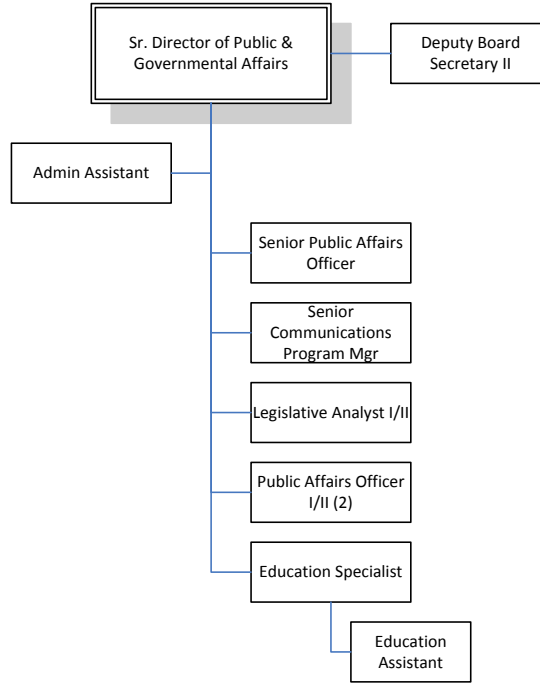 Sr. Director of Public &
Governmental Affairs
Deputy Board
Secretary II
Admin Assistant
Senior Public Affairs
Officer
Senior
Communications
Program Mgr
Legislative Analyst I/II
Public Affairs Officer
I/II (2)
Education Specialist
Education
Assistant